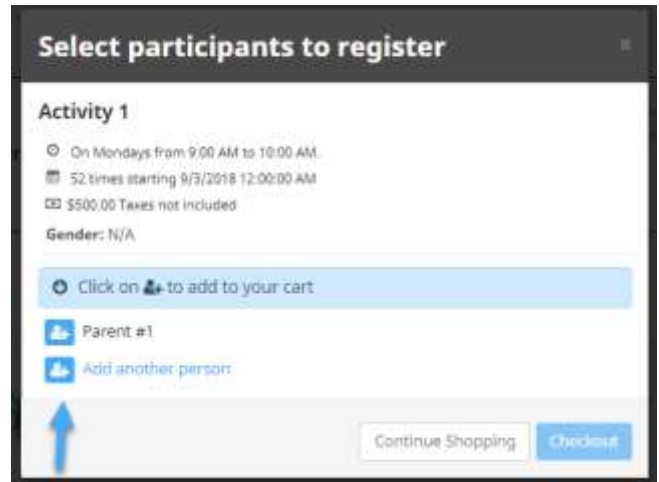 Select participants to register
Activity 1
On Mondays from 9:00 AM to 10:00 AM.
52 times starting 9/3/2018 12:00:00 AM
$500.00 Taxes not included
Gender: N/A
Click on to add to your cart
Parent #1
Add another person
Continue Shopping
Checkout